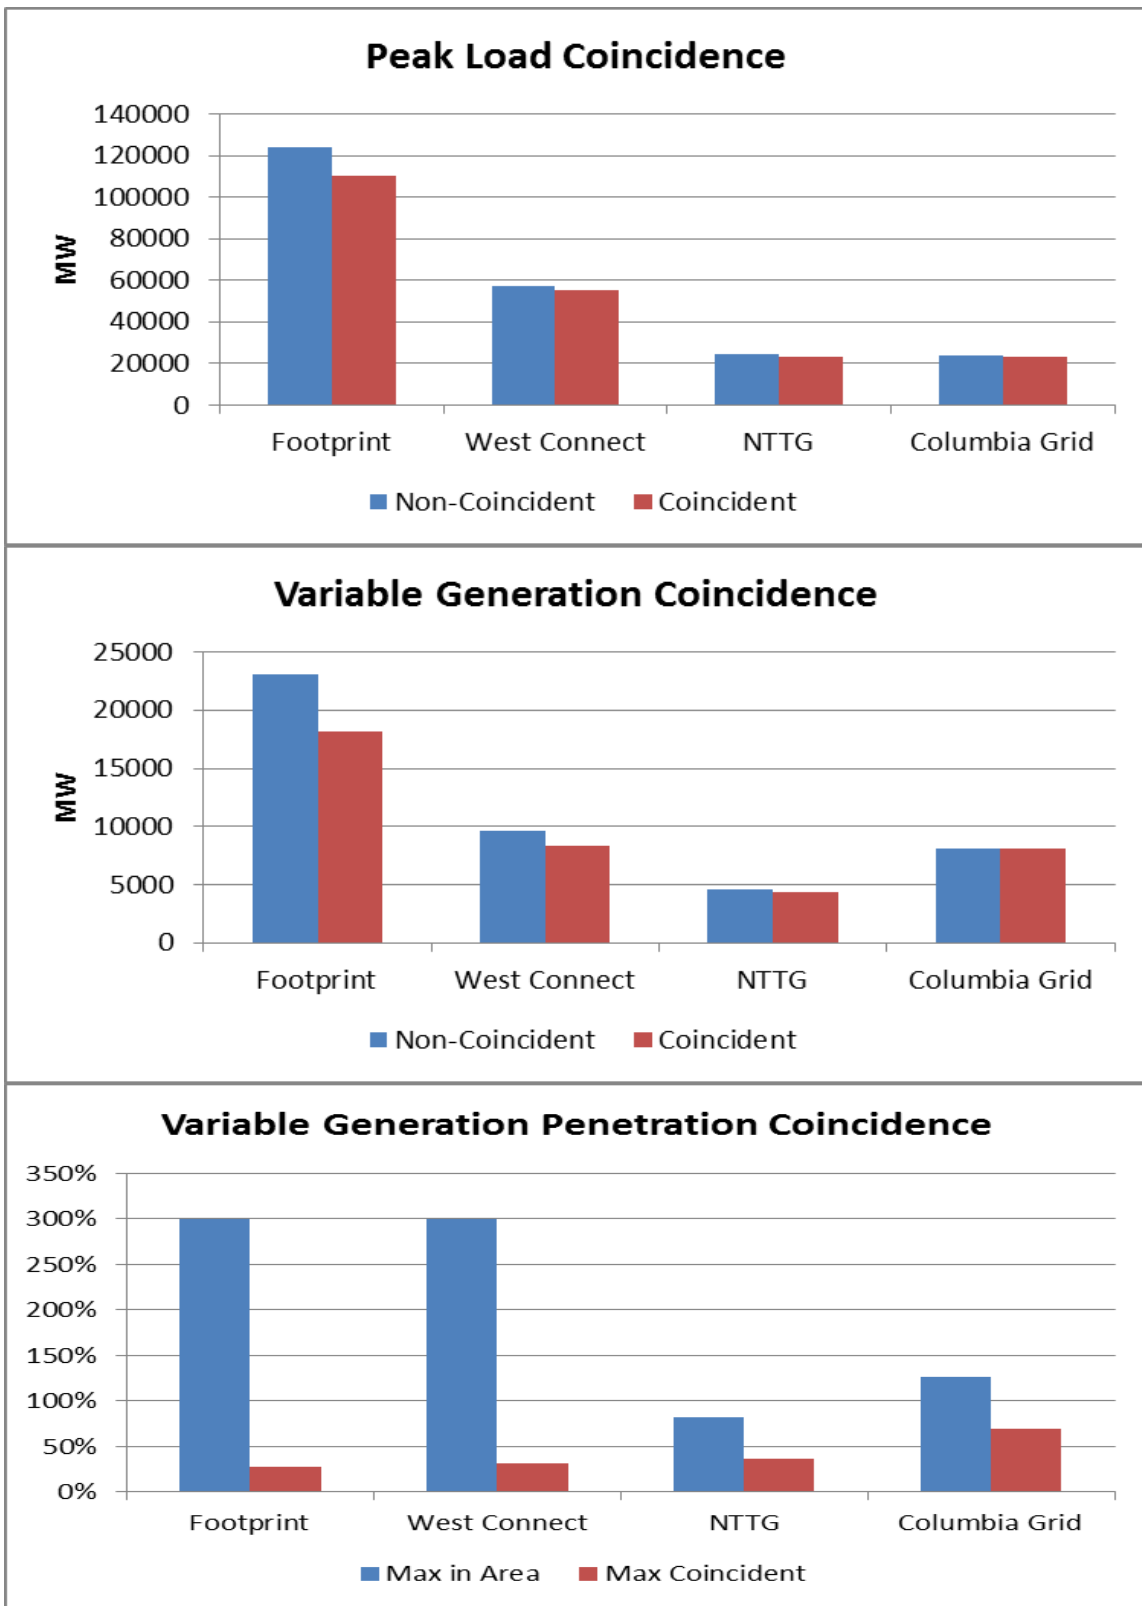 Peak Load Coincidence
140000
120000
100000
80000
60000
40000
20000
0
MW
Footprint West Connect NTTG Columbia Grid
Non-Coincident Coincident
Variable Generation Coincidence
25000
20000
15000
10000
5000
0
MW
Footprint West Connect NTTG Columbia Grid
Non-Coincident Coincident
Variable Generation Penetration Coincidence
350%
300%
250%
200%
150%
100%
50%
0%
Footprint West Connect NTTG Columbia Grid
Max in Area Max Coincident